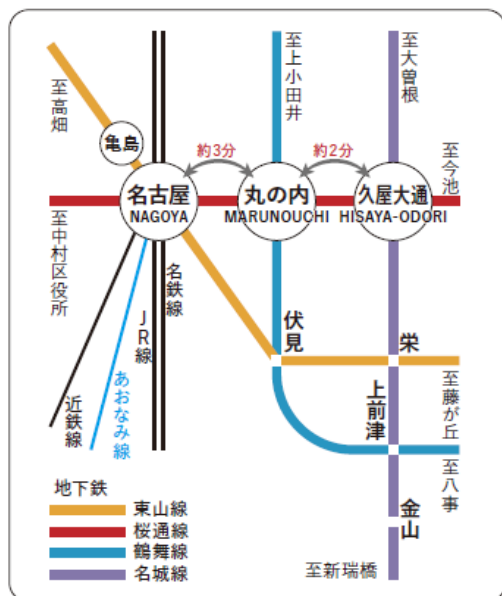 至高畑
亀島
至上小田井
至大曽根
約3分
約2分
至今池
名古屋
NAGOYA
丸の内
MARUNOUCHI
久屋大通
HISAYA-ODORI
至中村区役所
名鉄線
JR線
あおなみ線
近鉄線
伏見
栄
至藤が丘
上前津
至八事
金山
至新瑞橋
地下鉄
東山線
桜通線
鶴舞線
名城線